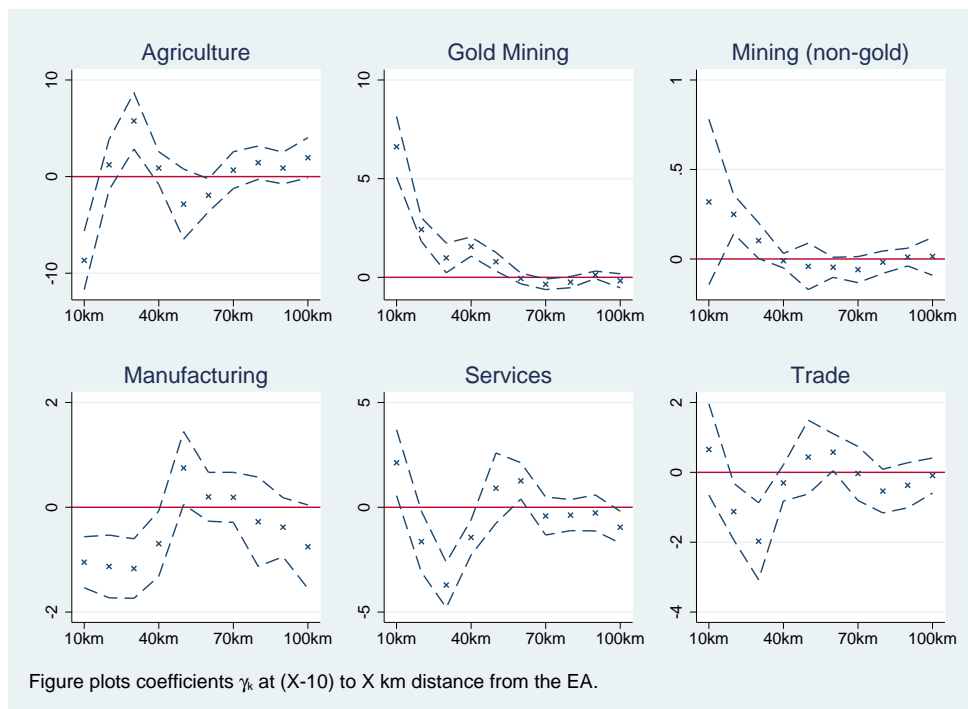 Agriculture
Gold Mining
Mining (non-gold)
10
0
-10
10km 40km 70km 100km
10
5
0
10km 40km 70km 100km
1
.5
0
10km 40km 70km 100km
Manufacturing
Services
Trade
2
0
-2
10km 40km 70km 100km
5
0
-5
10km 40km 70km 100km
2
0
-2
-4
10km 40km 70km 100km
Figure plots coefficients γk at (X-10) to X km distance from the EA.